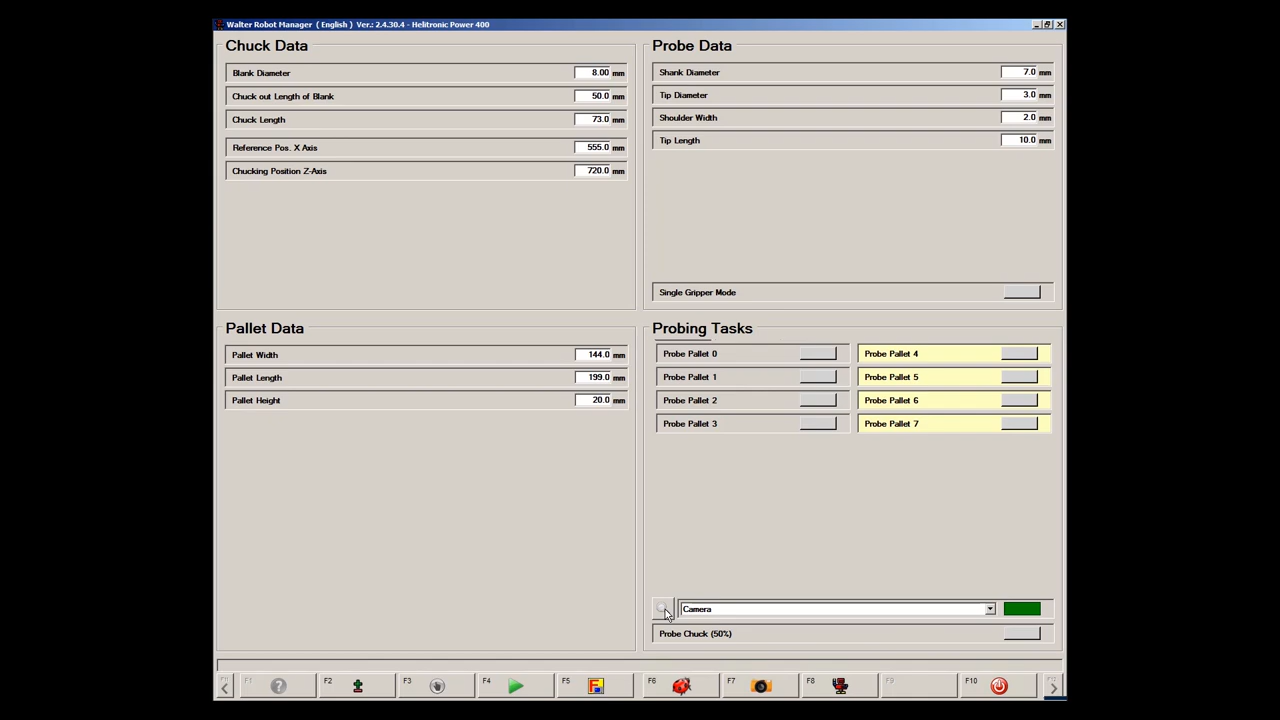 Walter Robot Manager ( English ) Ver.: 2.4.30.4 - Helitronic Power 400
Chuck Data
Blank Diameter 8.00 mm
Chuck out Length of Blank 50.0 mm
Chuck Length 73.0 mm
Reference Pos. X Axis 555.0 mm
Chucking Position Z-Axis 720.0 mm
Probe Data
Shank Diameter 7.0 mm
Tip Diameter 3.0 mm
Shoulder Width 2.0 mm
Tip Length 10.0 mm
Single Gripper Mode
Pallet Data
Pallet Width 144.0 mm
Pallet Length 199.0 mm
Pallet Height 20.0 mm
Probing Tasks
Probe Pallet 0 Probe Pallet 4
Probe Pallet 1 Probe Pallet 5
Probe Pallet 2 Probe Pallet 6
Probe Pallet 3 Probe Pallet 7
Camera
Probe Chuck (50%)
F11 F1 F2 F3 F4 F5 F6 F7 F8 F9 F10 F12